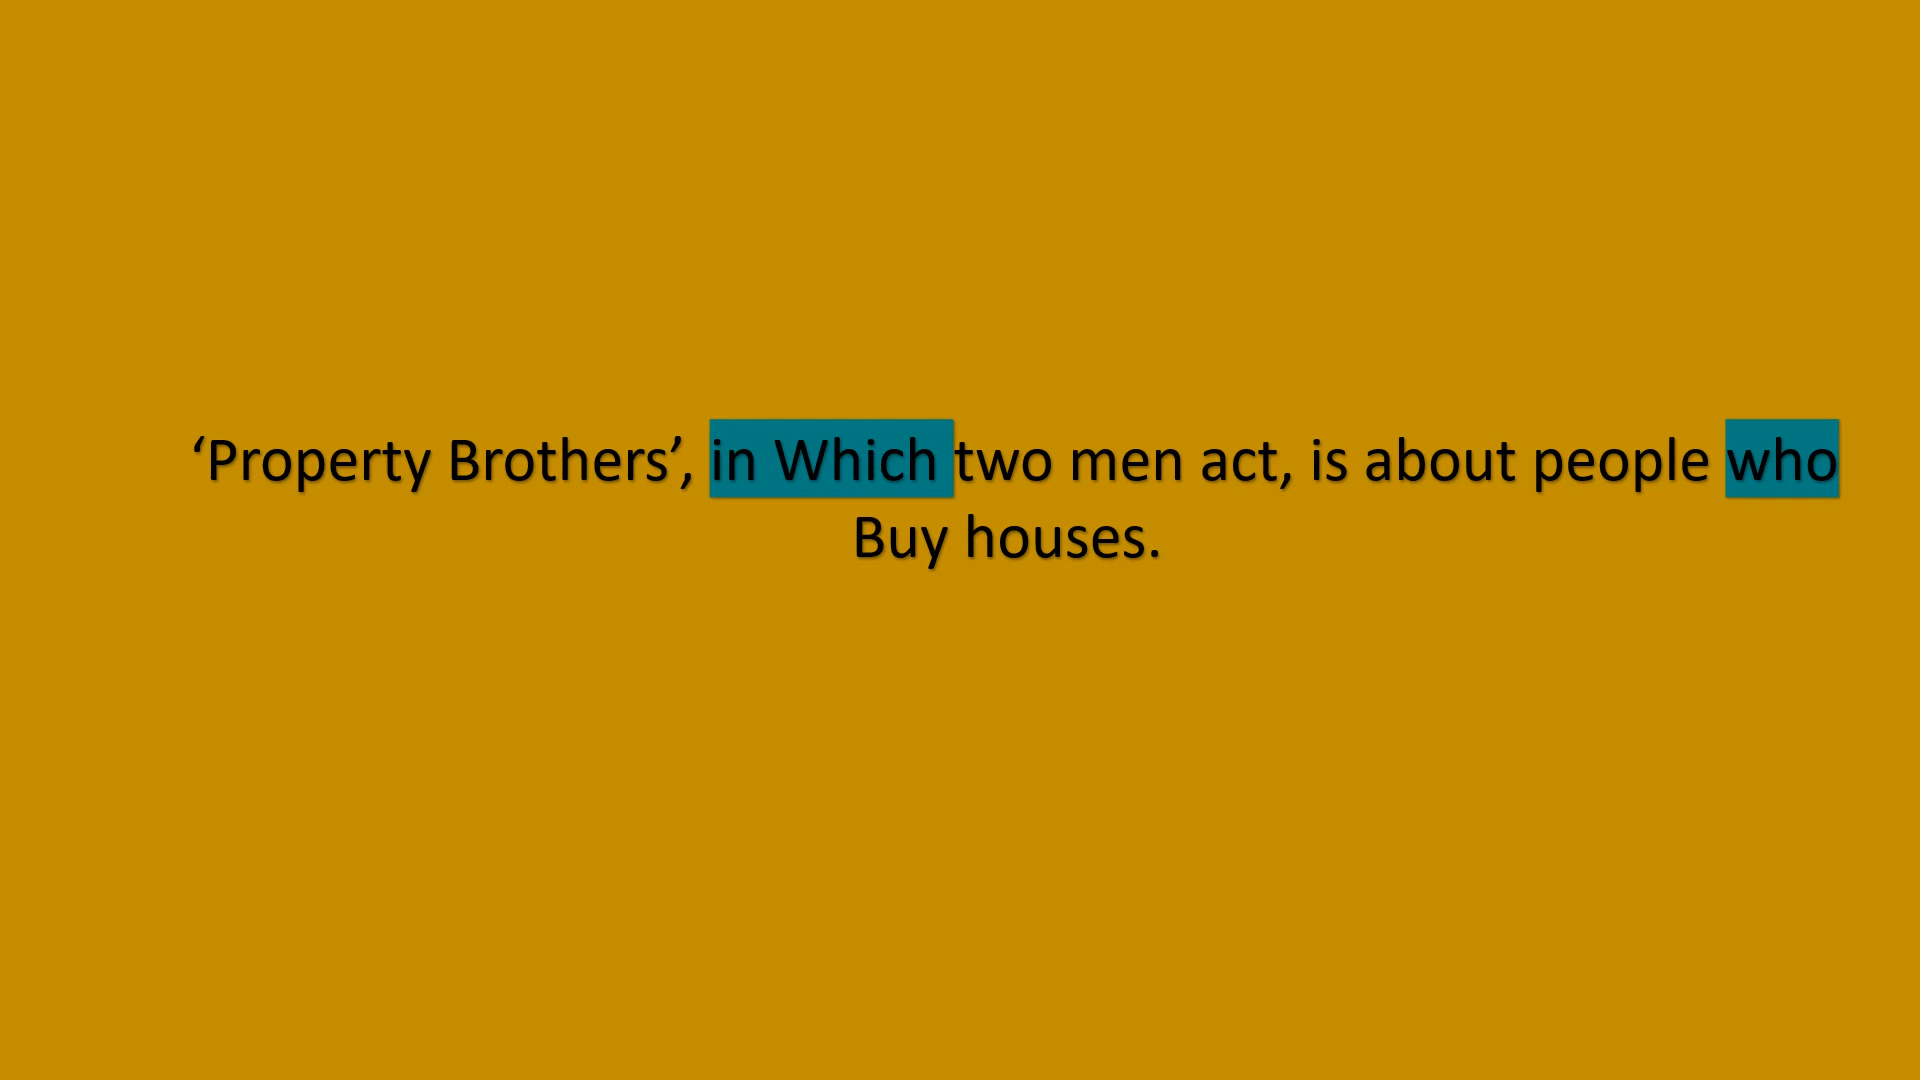 ‘Property Brothers’, in Which two men act, is about people who
Buy houses.